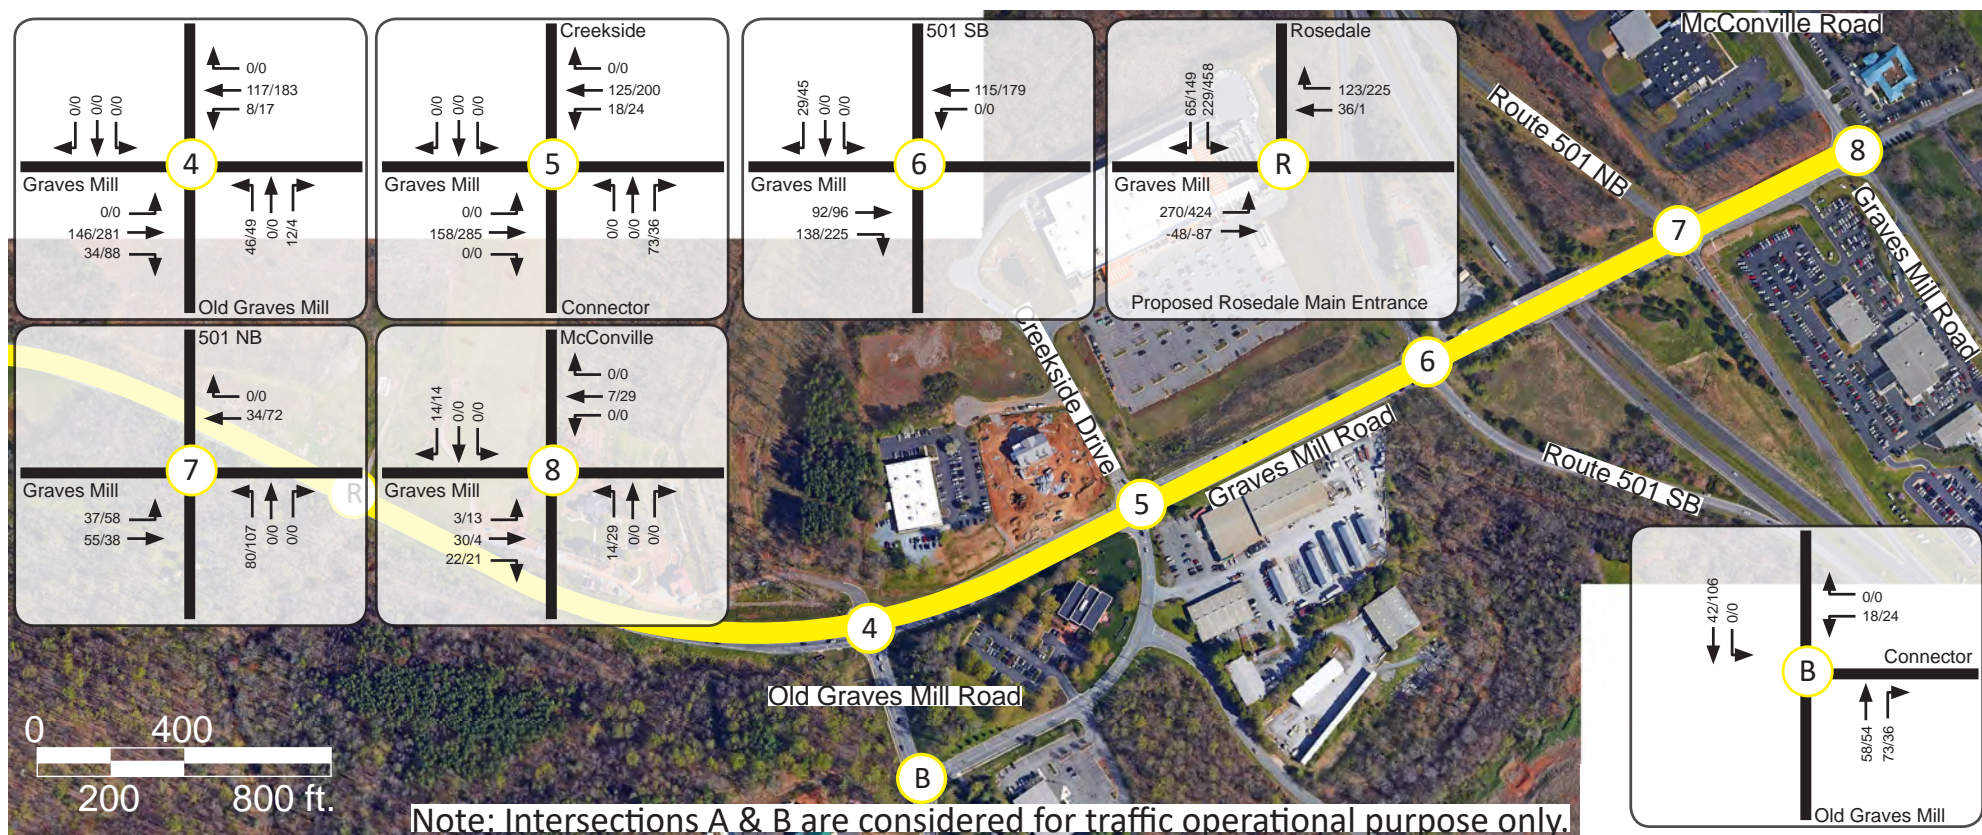 0/0
117/183
8/17
0/0
0/0
0/0
4
Graves Mill
0/0
146/281
34/88
46/49
0/0
12/4
Old Graves Mill
Creekside
0/0
125/200
18/24
0/0
0/0
0/0
5
Graves Mill
0/0
158/285
0/0
0/0
0/0
73/36
Connector
501 SB
115/179
0/0
29/45
0/0
0/0
6
Graves Mill
92/96
138/225
Rosedale
123/225
36/1
65/149
229/458
R
Graves Mill
270/424
-48/-87
Proposed Rosedale Main Entrance
501 NB
0/0
34/72
7
Graves Mill
37/58
55/38
80/107
0/0
0/0
McConville
0/0
7/29
0/0
14/14
0/0
0/0
8
Graves Mill
3/13
30/4
22/21
14/29
0/0
0/0
McConville Road
Route 501 NB
8
Graves Mill Road
7
6
Creekside Drive
Graves Mill Road
Route 501 SB
5
R
4
Old Graves Mill Road
B
42/106
0/0
0/0
18/24
Connector
B
58/54
73/36
Old Graves Mill
0 400
200 800 ft.
Note: Intersections A & B are considered for traffic operational purpose only.